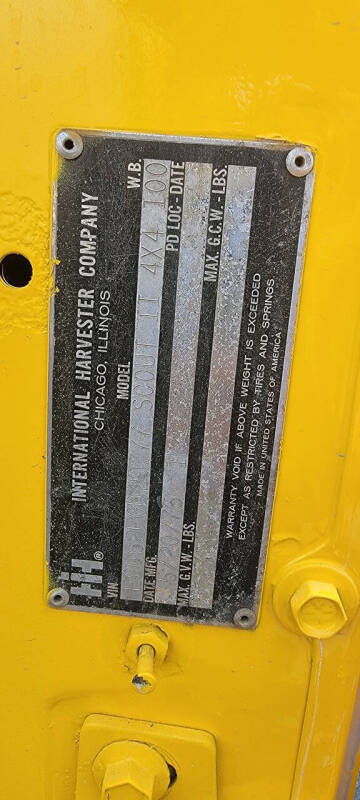 INTERNATIONAL HARVESTER COMPANY
CHICAGO, ILLINOIS
IH ®
VIN MODEL W.B.
SCOUT II 4X4 100
DATE MFG. PD LOC-DATE
MAX. G.V.W.-LBS. MAX. G.C.W.-LBS.
WARRANTY VOID IF ABOVE WEIGHT IS EXCEEDED
EXCEPT AS RESTRICTED BY TIRES AND SPRINGS
MADE IN UNITED STATES OF AMERICA